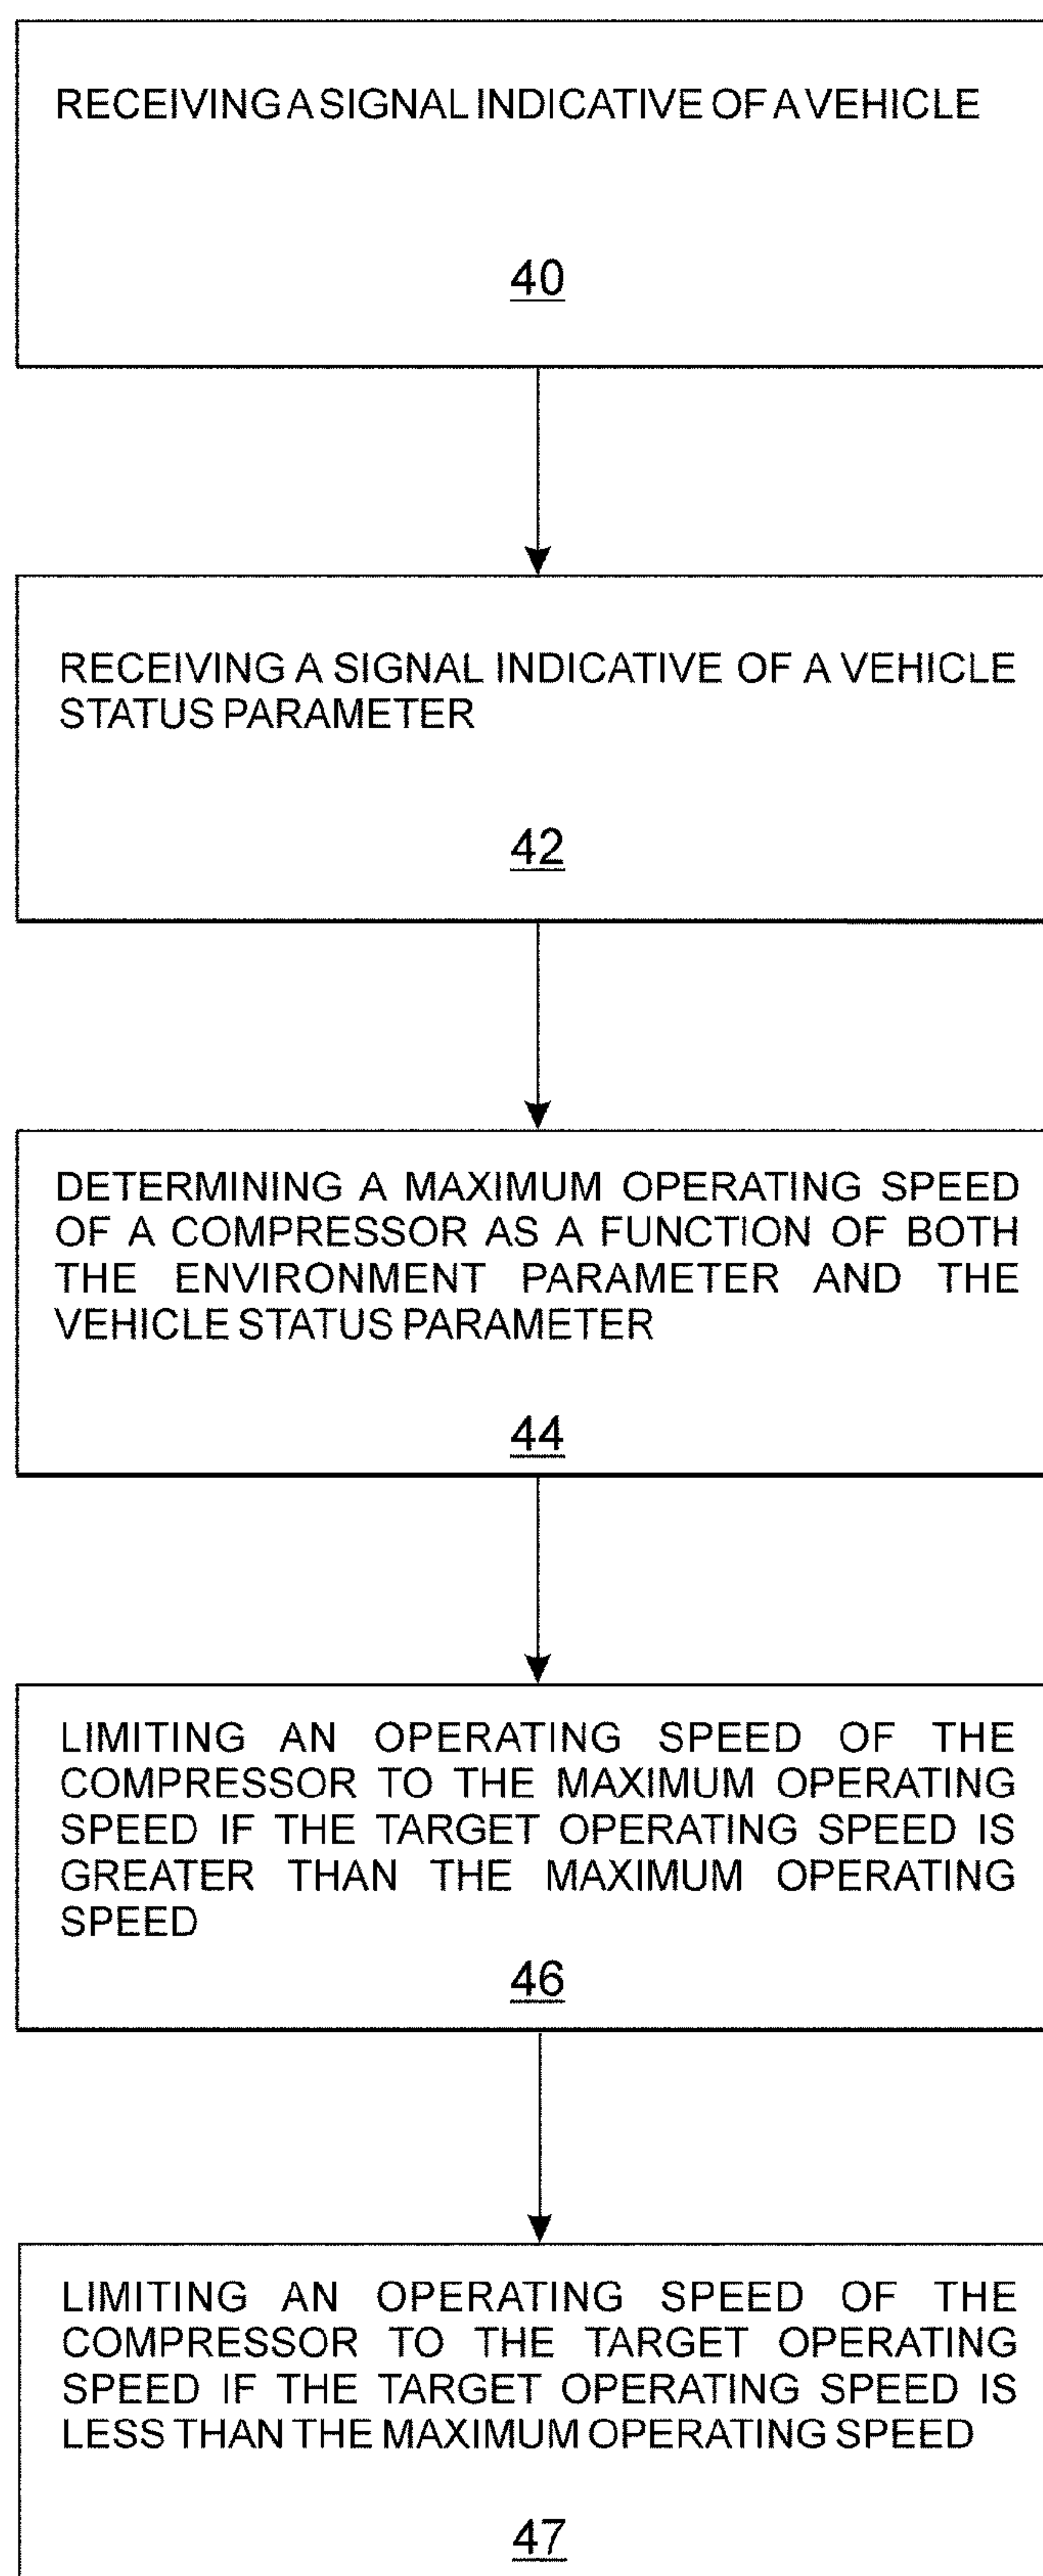 RECEIVING A SIGNAL INDICATIVE OF A VEHICLE
40
RECEIVING A SIGNAL INDICATIVE OF A VEHICLE
STATUS PARAMETER
42
DETERMINING A MAXIMUM OPERATING SPEED
OF A COMPRESSOR AS A FUNCTION OF BOTH
THE ENVIRONMENT PARAMETER AND THE
VEHICLE STATUS PARAMETER
44
LIMITING AN OPERATING SPEED OF THE
COMPRESSOR TO THE MAXIMUM OPERATING
SPEED IF THE TARGET OPERATING SPEED IS
GREATER THAN THE MAXIMUM OPERATING
SPEED
46
LIMITING AN OPERATING SPEED OF THE
COMPRESSOR TO THE TARGET OPERATING
SPEED IF THE TARGET OPERATING SPEED IS
LESS THAN THE MAXIMUM OPERATING SPEED
47